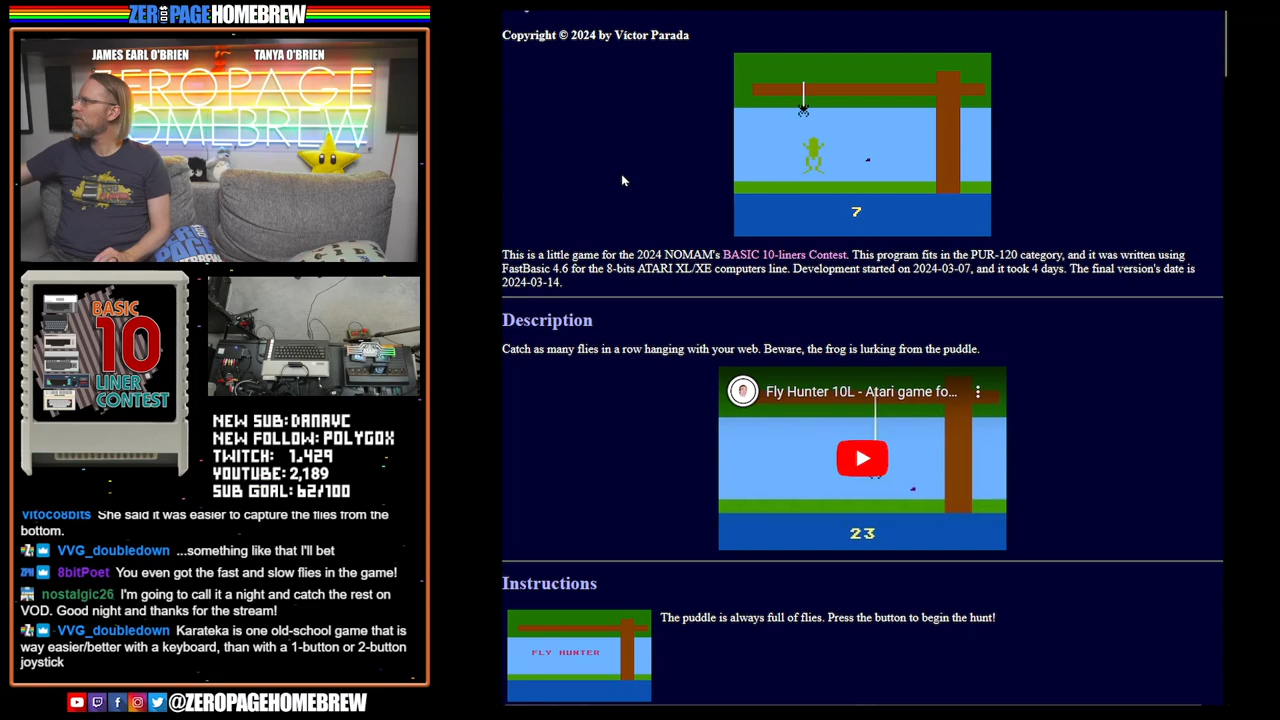 ZEROPAGE HOMEBREW
JAMES EARL O'BRIEN
TANYA O'BRIEN
ZEROPAGE
HOMEBREW
BASIC
10
LINER
CONTEST
NEW SUB: DANAVC
NEW FOLLOW: POLYGOX
TWITCH: 1,429
YOUTUBE: 2,189
SUB GOAL: 62/100
Vitoco8bits She said it was easier to capture the flies from the
bottom.
VVG_doubledown ...something like that I'll bet
8bitPoet You even got the fast and slow flies in the game!
nostalgic26 I'm going to call it a night and catch the rest on
VOD. Good night and thanks for the stream!
VVG_doubledown Karateka is one old-school game that is
way easier/better with a keyboard, than with a 1-button or 2-button
joystick
@ZEROPAGEHOMEBREW
Copyright © 2024 by Víctor Parada
7
This is a little game for the 2024 NOMAM's BASIC 10-liners Contest. This program fits in the PUR-120 category, and it was written using
FastBasic 4.6 for the 8-bits ATARI XL/XE computers line. Development started on 2024-03-07, and it took 4 days. The final version's date is
2024-03-14.
Description
Catch as many flies in a row hanging with your web. Beware, the frog is lurking from the puddle.
Fly Hunter 10L - Atari game fo...
23
Instructions
FLY HUNTER
The puddle is always full of flies. Press the button to begin the hunt!